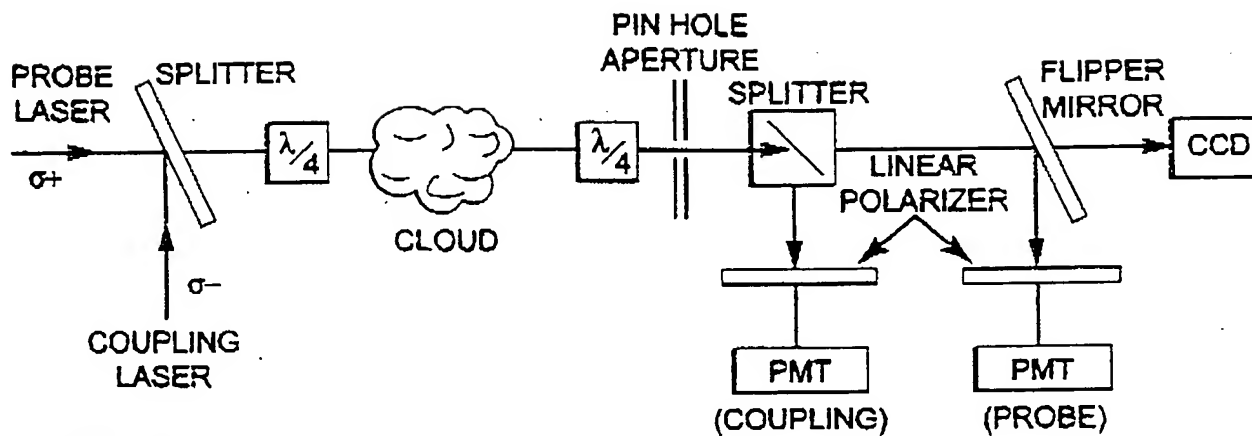 PROBE
LASER
SPLITTER
σ+
σ−
COUPLING
LASER
λ/4
CLOUD
λ/4
PIN HOLE
APERTURE
SPLITTER
LINEAR
POLARIZER
FLIPPER
MIRROR
CCD
PMT
(COUPLING)
PMT
(PROBE)